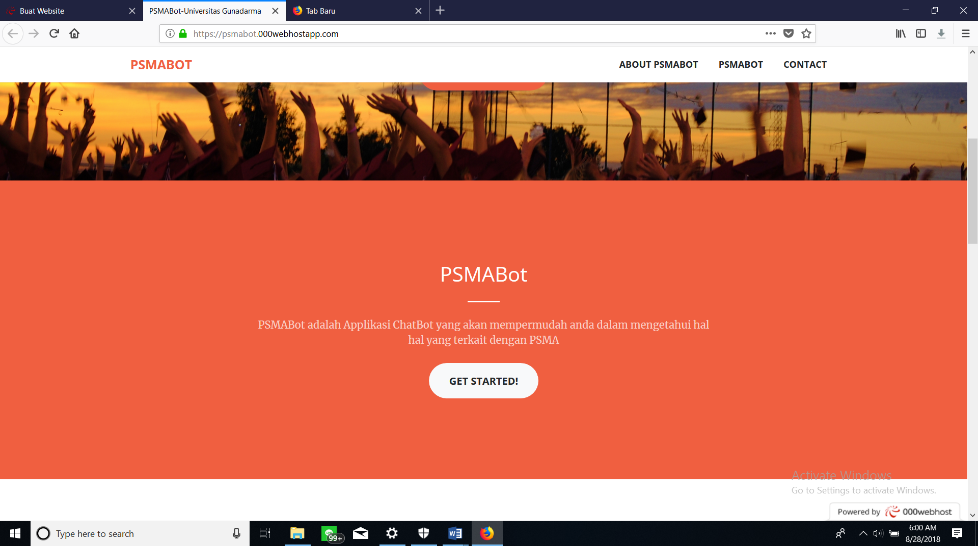 Buat Website
PSMABot-Universitas Gunadarma
Tab Baru
https://psmabot.000webhostapp.com
PSMABOT
ABOUT PSMABOT
PSMABOT
CONTACT
PSMABot
PSMABot adalah Applikasi ChatBot yang akan mempermudah anda dalam mengetahui hal
hal yang terkait dengan PSMA
GET STARTED!
Activate Windows
Go to Settings to activate Windows.
Powered by 000webhost
Type here to search
99+
6:00 AM
8/28/2018